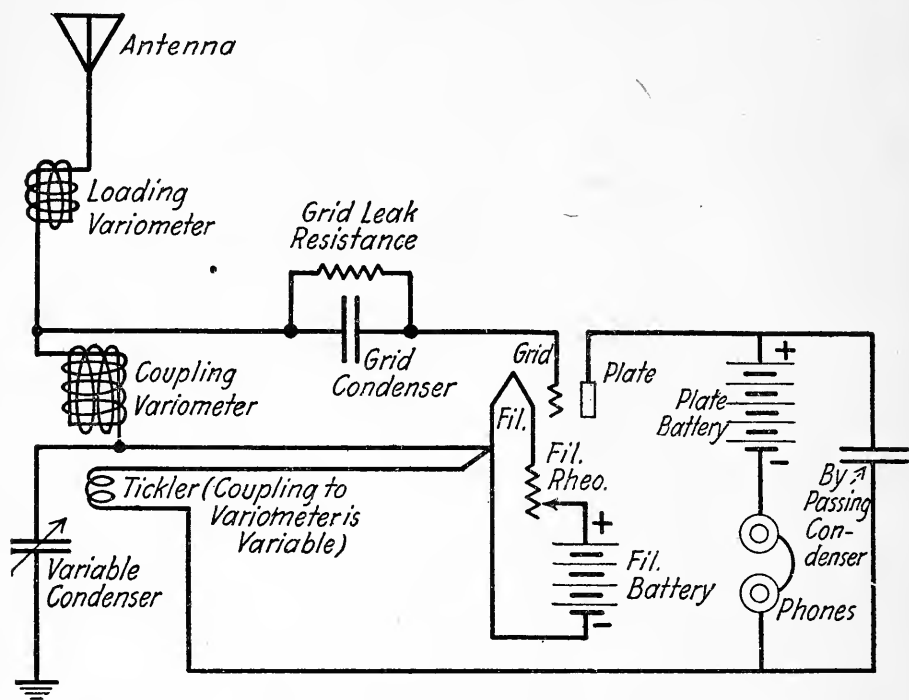 Antenna
Loading
Variometer
Grid Leak
Resistance
Grid
Condenser
Grid
Plate
+
Plate
Battery
-
Coupling
Variometer
Fil.
Fil.
Rheo.
Tickler (Coupling to
Variometer is
Variable)
By
Passing
Con-
denser
+
Fil.
Battery
-
Variable
Condenser
Phones